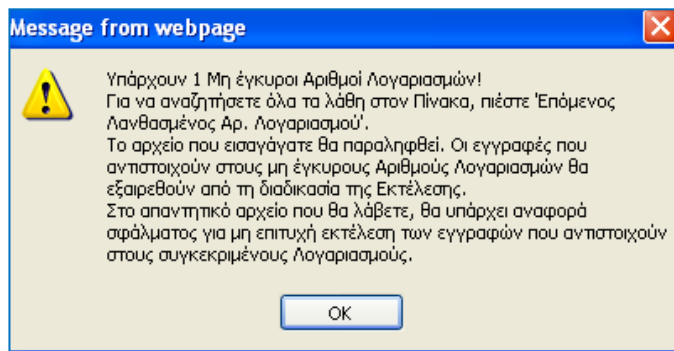 Message from webpage
Υπάρχουν 1 Μη έγκυροι Αριθμοί Λογαριασμών!
Για να αναζητήσετε όλα τα λάθη στον Πίνακα, πιέστε 'Επόμενος
Λανθασμένος Αρ. Λογαριασμού'.
Το αρχείο που εισαγάγατε θα παραληφθεί. Οι εγγραφές που
αντιστοιχούν στους μη έγκυρους Αριθμούς Λογαριασμών θα
εξαιρεθούν από τη διαδικασία της Εκτέλεσης.
Στο απαντητικό αρχείο που θα λάβετε, θα υπάρχει αναφορά
σφάλματος για μη επιτυχή εκτέλεση των εγγραφών που αντιστοιχούν
στους συγκεκριμένους Λογαριασμούς.
OK